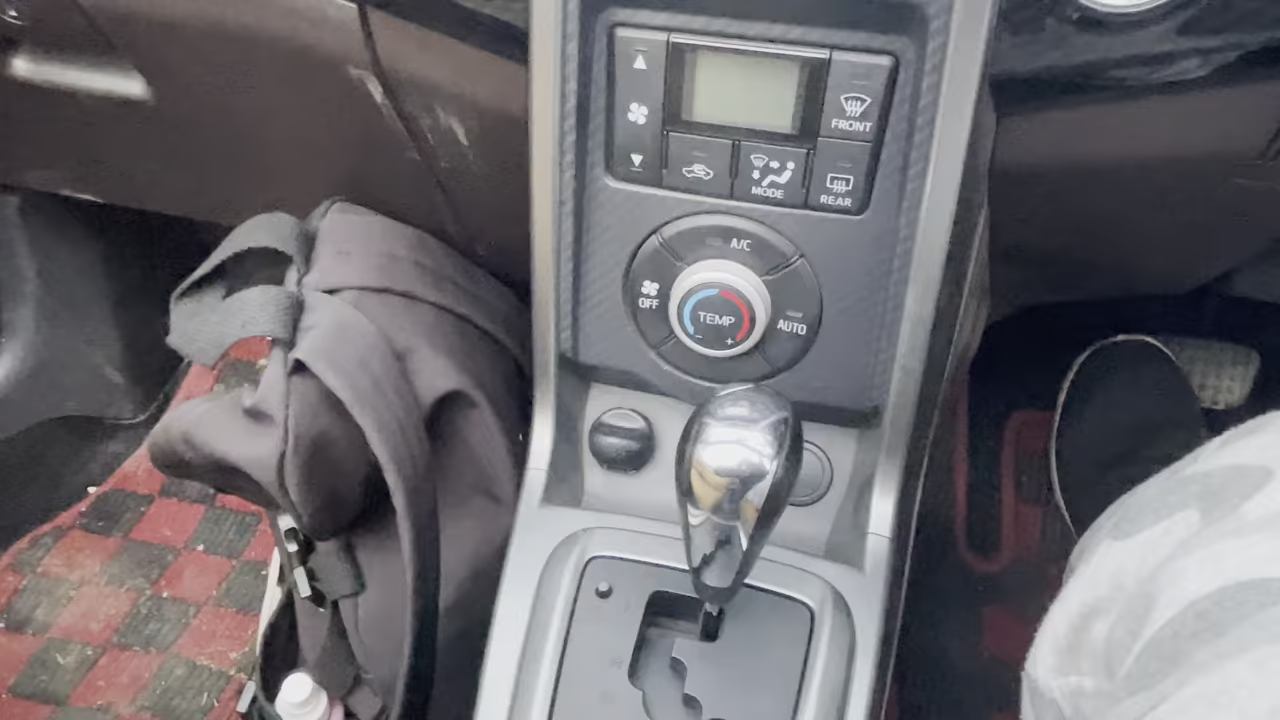 FRONT
MODE
REAR
A/C
OFF
AUTO
TEMP
- +